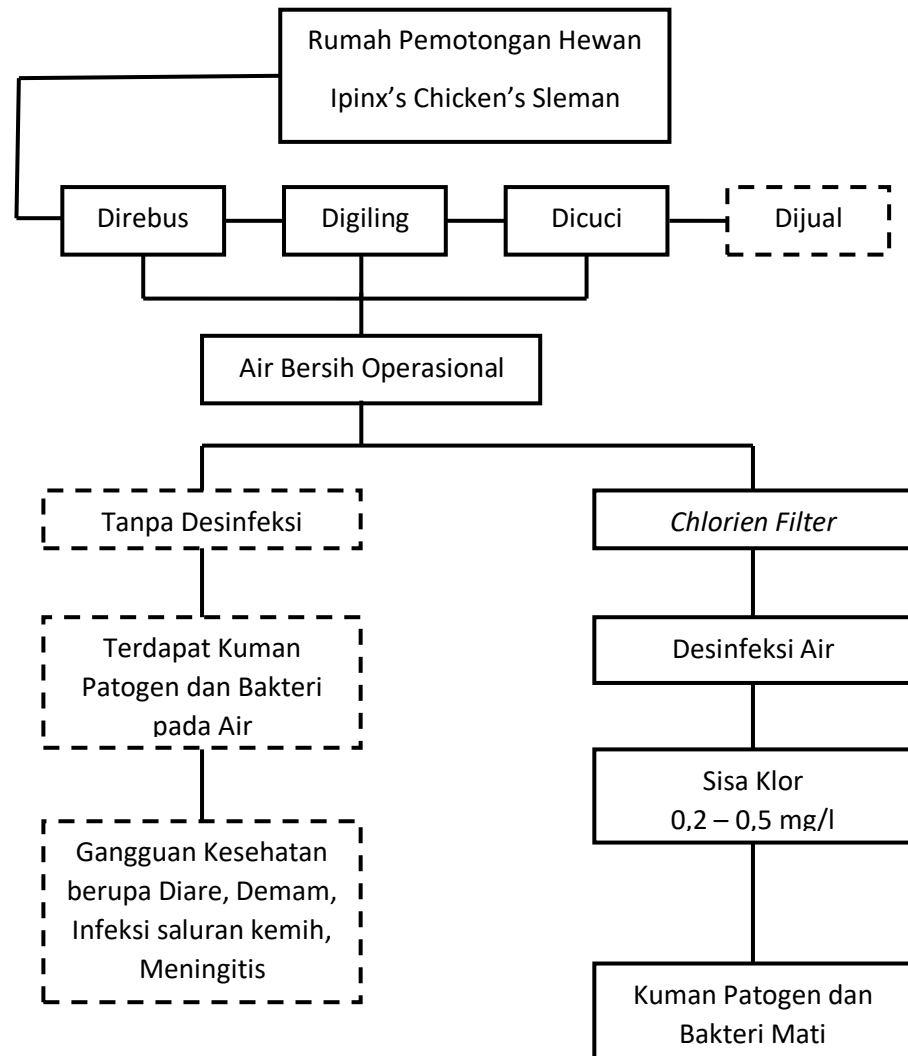 Rumah Pemotongan Hewan
Ipinx’s Chicken’s Sleman
Direbus
Digiling
Dicuci
Dijual
Air Bersih Operasional
Tanpa Desinfeksi
Chlorien Filter
Terdapat Kuman
Patogen dan Bakteri
pada Air
Desinfeksi Air
Sisa Klor
0,2 – 0,5 mg/l
Gangguan Kesehatan
berupa Diare, Demam,
Infeksi saluran kemih,
Meningitis
Kuman Patogen dan
Bakteri Mati